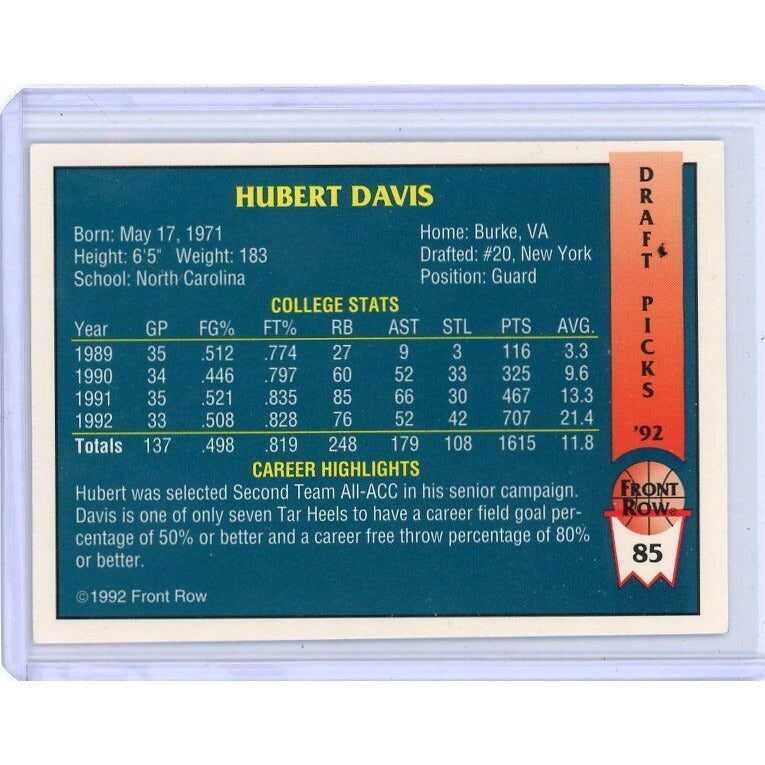 HUBERT DAVIS
Born: May 17, 1971
Height: 6'5" Weight: 183
School: North Carolina
Home: Burke, VA
Drafted: #20, New York
Position: Guard
COLLEGE STATS
Year GP FG% FT% RB AST STL PTS AVG.
1989 35 .512 .774 27 9 3 116 3.3
1990 34 .446 .797 60 52 33 325 9.6
1991 35 .521 .835 85 66 30 467 13.3
1992 33 .508 .828 76 52 42 707 21.4
Totals 137 .498 .819 248 179 108 1615 11.8
CAREER HIGHLIGHTS
Hubert was selected Second Team All-ACC in his senior campaign.
Davis is one of only seven Tar Heels to have a career field goal per-
centage of 50% or better and a career free throw percentage of 80%
or better.
©1992 Front Row
DRAFT PICKS
'92
FRONT
ROW®
85